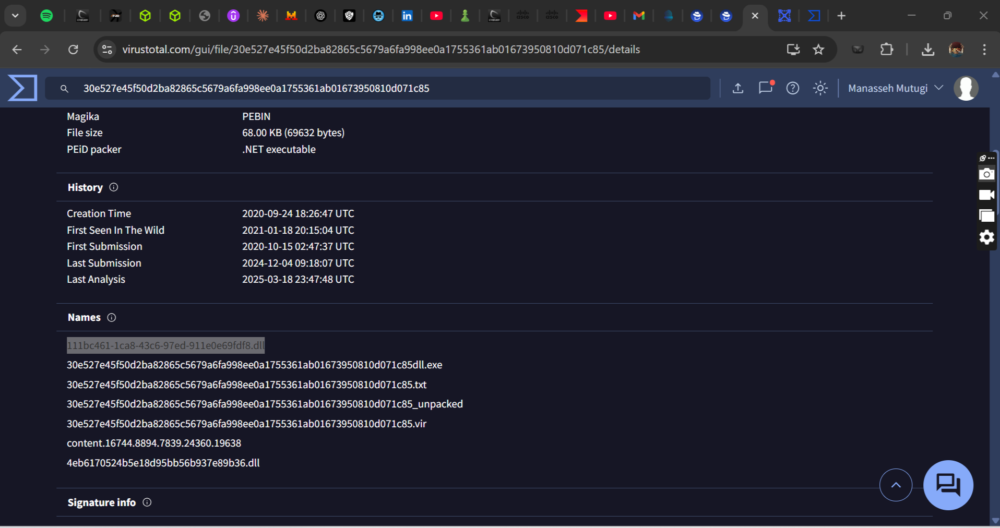 virustotal.com/gui/file/30e527e45f50d2ba82865c5679a6fa998ee0a1755361ab01673950810d071c85/details
30e527e45f50d2ba82865c5679a6fa998ee0a1755361ab01673950810d071c85
Manasseh Mutugi
Magika PEBIN
File size 68.00 KB (69632 bytes)
PEiD packer .NET executable
History
Creation Time 2020-09-24 18:26:47 UTC
First Seen In The Wild 2021-01-18 20:15:04 UTC
First Submission 2020-10-15 02:47:37 UTC
Last Submission 2024-12-04 09:18:07 UTC
Last Analysis 2025-03-18 23:47:48 UTC
Names
111bc461-1ca8-43c6-97ed-911e0e69fdf8.dll
30e527e45f50d2ba82865c5679a6fa998ee0a1755361ab01673950810d071c85dll.exe
30e527e45f50d2ba82865c5679a6fa998ee0a1755361ab01673950810d071c85.txt
30e527e45f50d2ba82865c5679a6fa998ee0a1755361ab01673950810d071c85_unpacked
30e527e45f50d2ba82865c5679a6fa998ee0a1755361ab01673950810d071c85.vir
content.16744.8894.7839.24360.19638
4eb6170524b5e18d95bb56b937e89b36.dll
Signature info